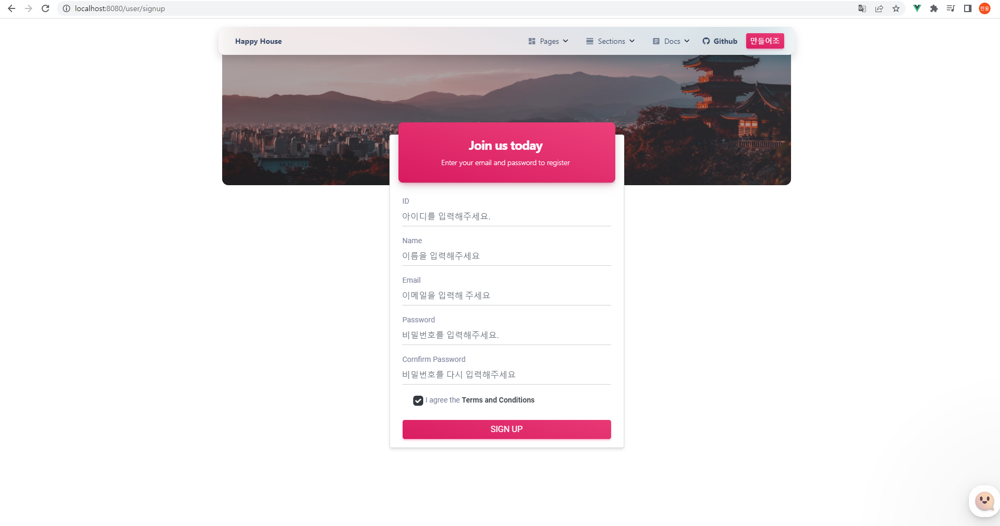 localhost:8080/user/signup
한울
Happy House
Pages
Sections
Docs
Github
만들어조
Join us today
Enter your email and password to register
ID
아이디를 입력해주세요.
Name
이름을 입력해주세요
Email
이메일을 입력해 주세요
Password
비밀번호를 입력해주세요.
Cornfirm Password
비밀번호를 다시 입력해주세요
I agree the Terms and Conditions
SIGN UP